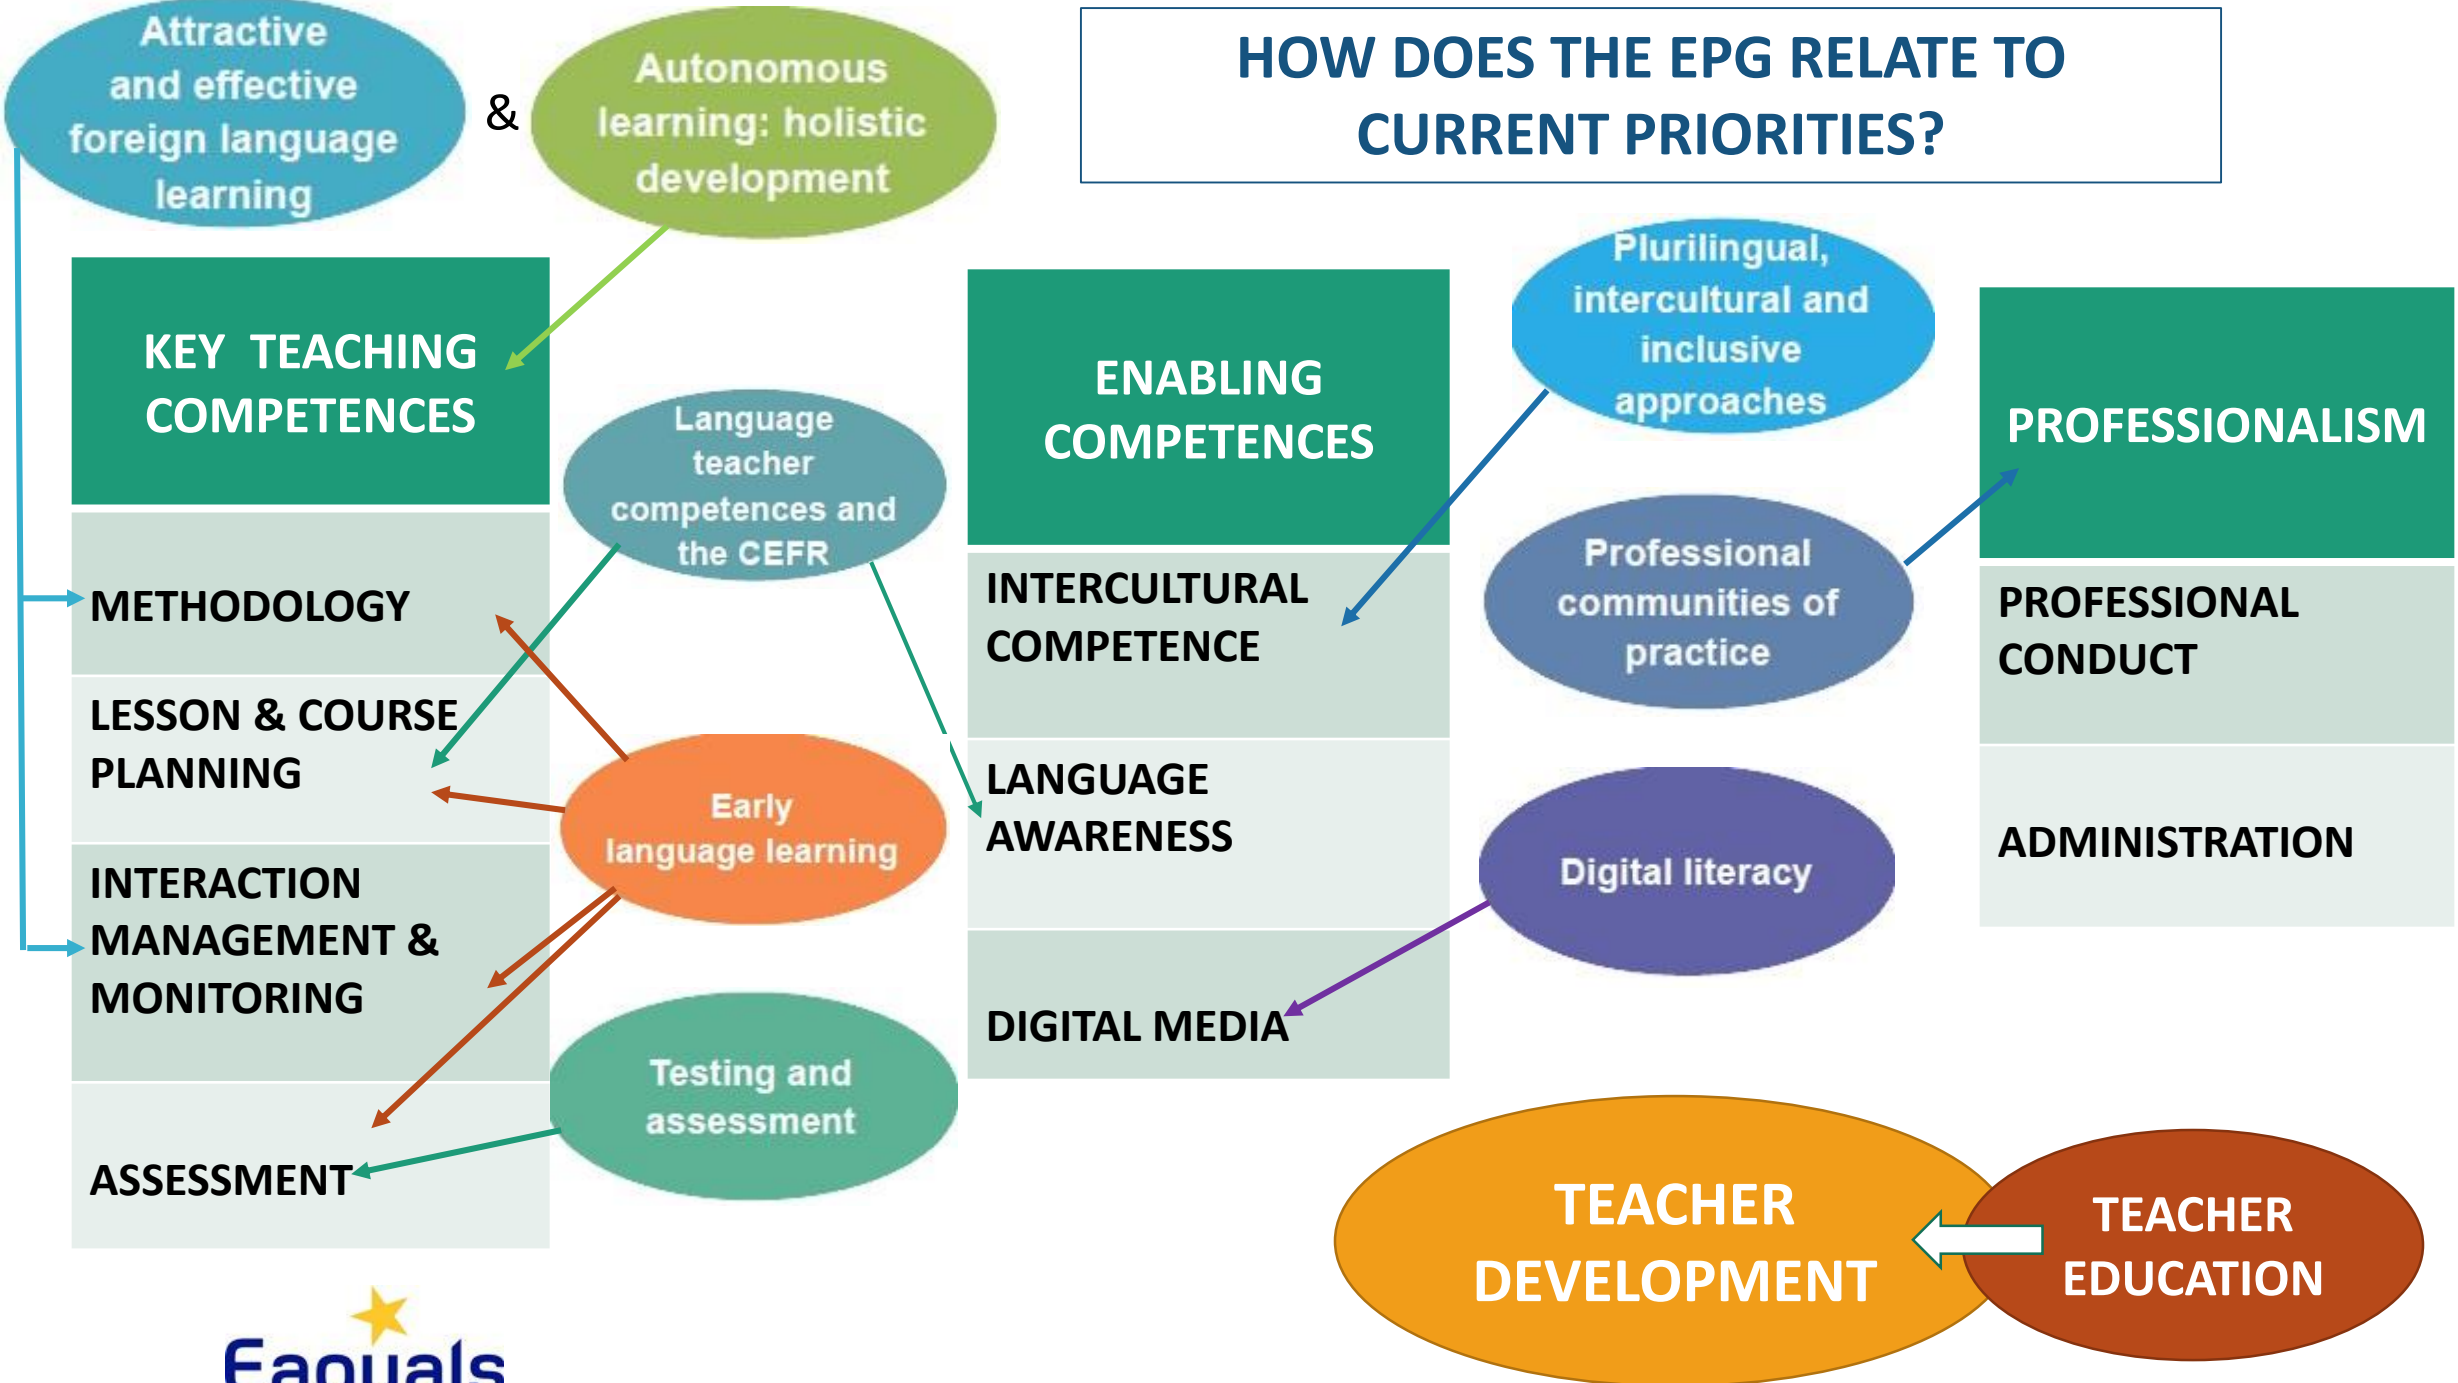 Attractive
and effective
foreign language
learning
&
Autonomous
learning: holistic
development
HOW DOES THE EPG RELATE TO
CURRENT PRIORITIES?
KEY TEACHING
COMPETENCES
METHODOLOGY
LESSON & COURSE
PLANNING
INTERACTION
MANAGEMENT &
MONITORING
ASSESSMENT
Language
teacher
competences and
the CEFR
Early
language learning
Testing and
assessment
ENABLING
COMPETENCES
INTERCULTURAL
COMPETENCE
LANGUAGE
AWARENESS
DIGITAL MEDIA
Plurilingual,
intercultural and
inclusive
approaches
Professional
communities of
practice
Digital literacy
PROFESSIONALISM
PROFESSIONAL
CONDUCT
ADMINISTRATION
TEACHER
DEVELOPMENT
TEACHER
EDUCATION
Eaquals